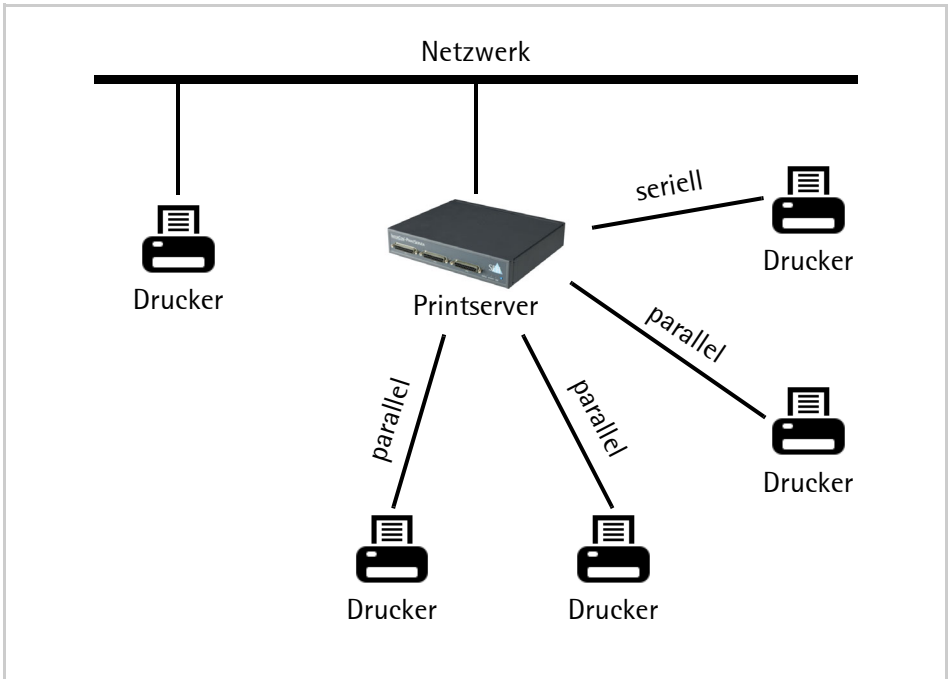 Netzwerk
seriell
Drucker
Drucker
Printserver
parallel
parallel
parallel
Drucker
Drucker
Drucker